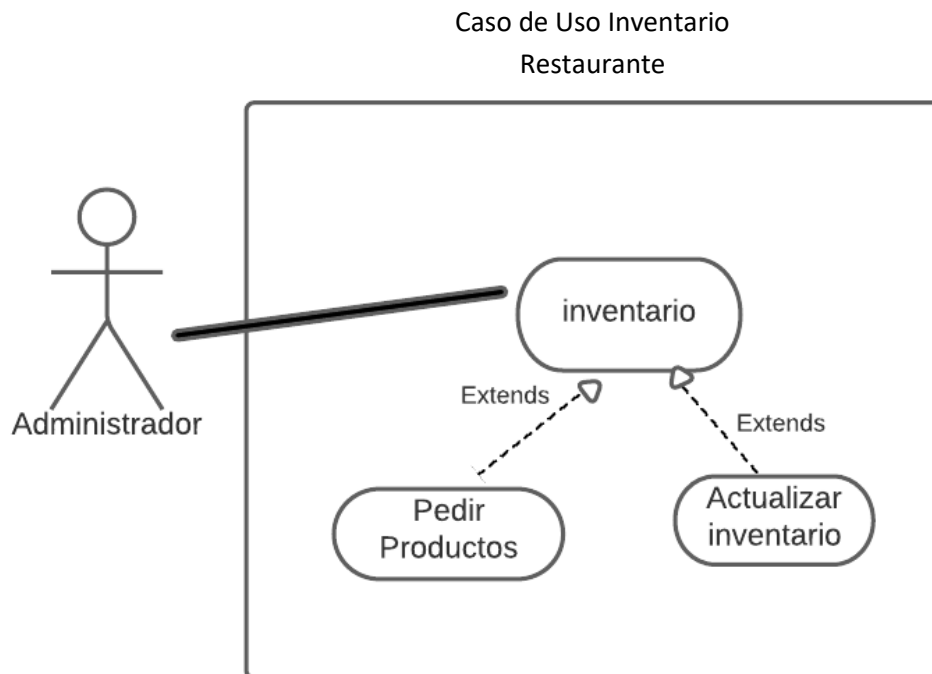 Caso de Uso Inventario
Restaurante
inventario
Extends
Extends
Administrador
Pedir
Productos
Actualizar
inventario